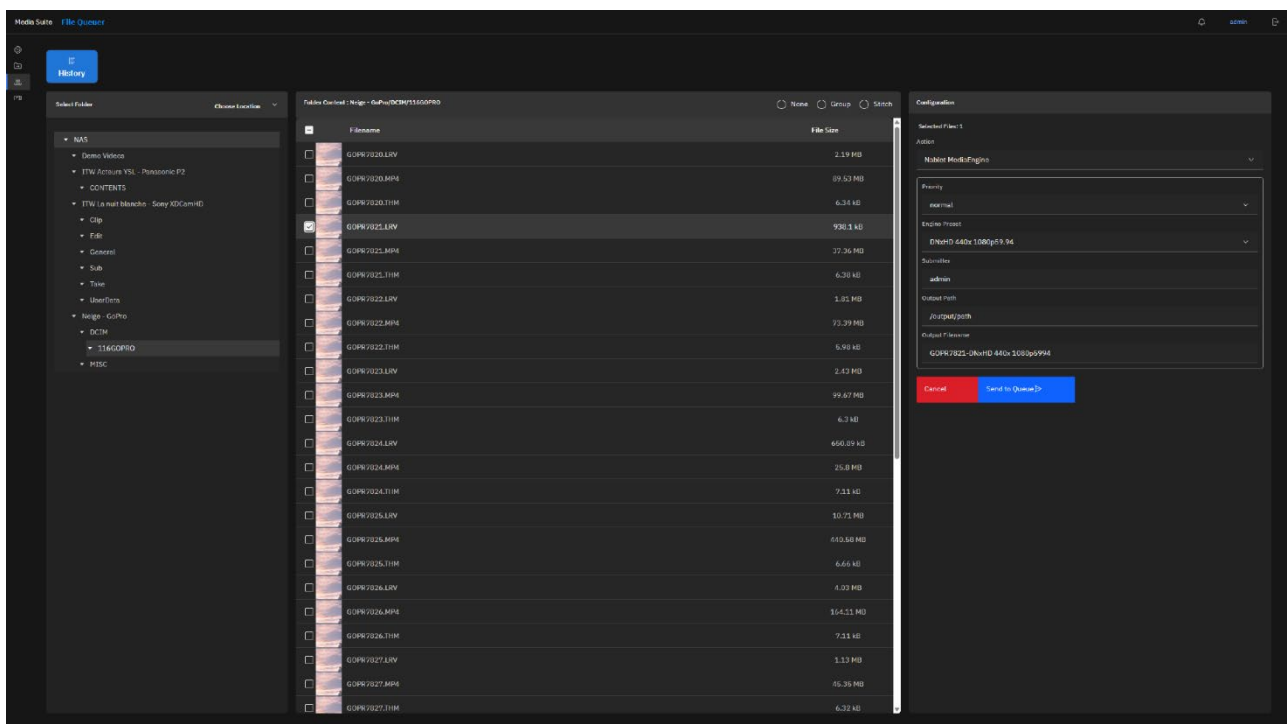 Media Suite File Queuer admin
History
Select Folder Choose Location
NAS
Demo Videos
ITW Acteurs YSL - Panasonic P2
CONTENTS
ITW La nuit blanche - Sony XDCamHD
Clip
Edit
General
Sub
Take
UserData
Neige - GoPro
DCIM
116GOPRO
MISC
Folder Content : Neige - GoPro/DCIM/116GOPRO None Group Stitch
Filename File Size
GOPR7820.LRV 2.19 MB
GOPR7820.MP4 89.53 MB
GOPR7820.THM 6.34 kB
GOPR7821.LRV 938.1 kB
GOPR7821.MP4 37.36 MB
GOPR7821.THM 6.38 kB
GOPR7822.LRV 1.81 MB
GOPR7822.MP4 73.39 MB
GOPR7822.THM 5.98 kB
GOPR7823.LRV 2.43 MB
GOPR7823.MP4 99.67 MB
GOPR7823.THM 6.3 kB
GOPR7824.LRV 650.89 kB
GOPR7824.MP4 25.8 MB
GOPR7824.THM 7.11 kB
GOPR7825.LRV 10.71 MB
GOPR7825.MP4 440.58 MB
GOPR7825.THM 6.66 kB
GOPR7826.LRV 4.03 MB
GOPR7826.MP4 164.11 MB
GOPR7826.THM 7.11 kB
GOPR7827.LRV 1.13 MB
GOPR7827.MP4 45.35 MB
GOPR7827.THM 6.32 kB
Configuration
Selected Files: 1
Action
Nablet MediaEngine
Priority
normal
Engine Preset
DNxHD 440x 1080p59.94
Submitter
admin
Output Path
/output/path
Output Filename
GOPR7821-DNxHD 440x 1080p5994
Cancel Send to Queue